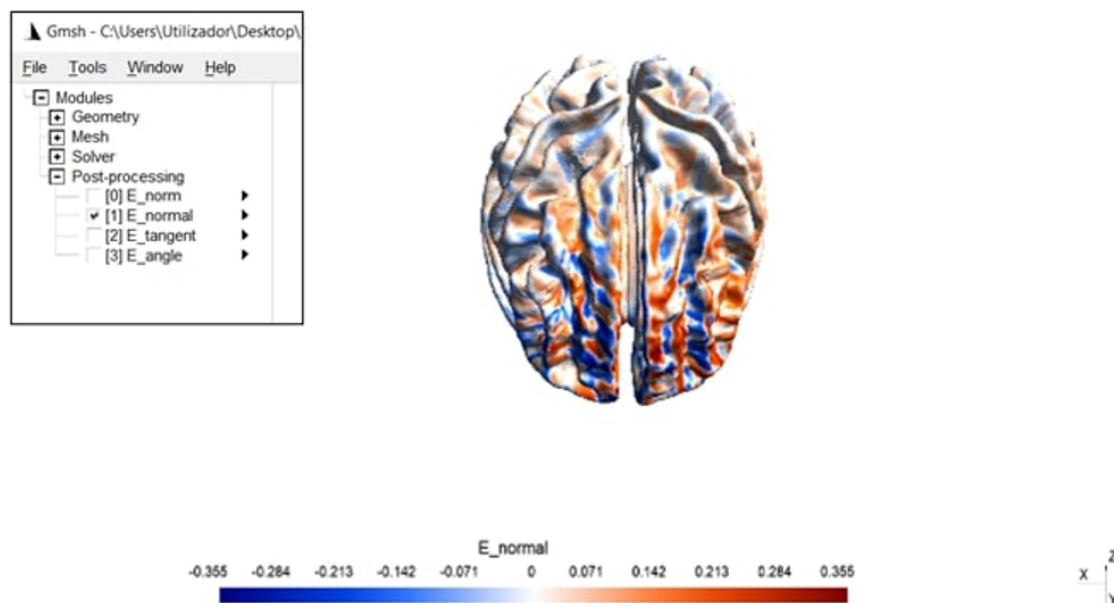 Gmsh - C:\Users\Utilizador\Desktop\
File Tools Window Help
Modules
Geometry
Mesh
Solver
Post-processing
[0] E_norm
[1] E_normal
[2] E_tangent
[3] E_angle
E_normal
-0.355 -0.284 -0.213 -0.142 -0.071 0 0.071 0.142 0.213 0.284 0.355
Z
X
Y